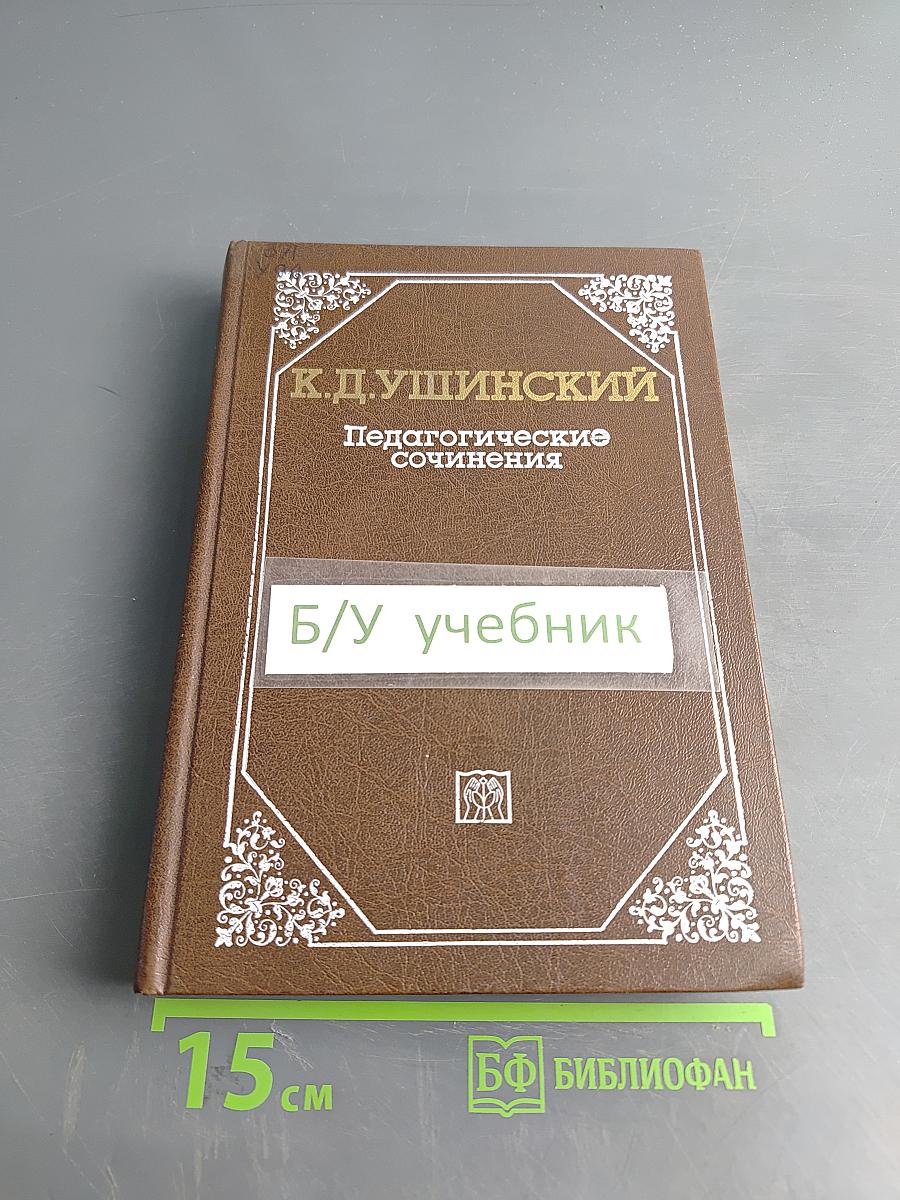 К.Д.УШИНСКИЙ
Педагогические
сочинения
Б/У учебник
15 см
БФ БИБЛИОФАН